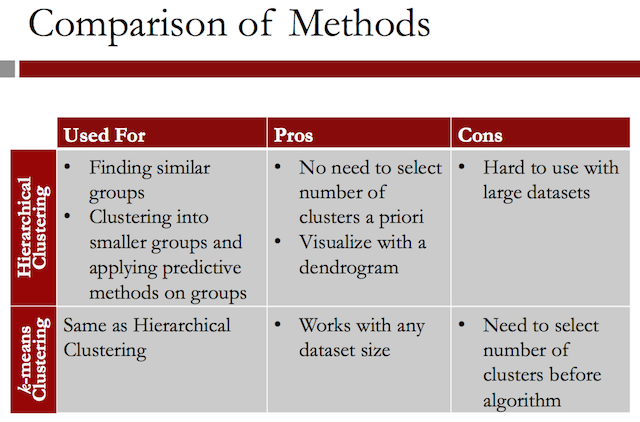 Comparison of Methods
Used For
Pros
Cons
Hierarchical
Clustering
• Finding similar
groups
• Clustering into
smaller groups and
applying predictive
methods on groups
• No need to select
number of
clusters a priori
• Visualize with a
dendrogram
• Hard to use with
large datasets
k-means
Clustering
Same as Hierarchical
Clustering
• Works with any
dataset size
• Need to select
number of
clusters before
algorithm